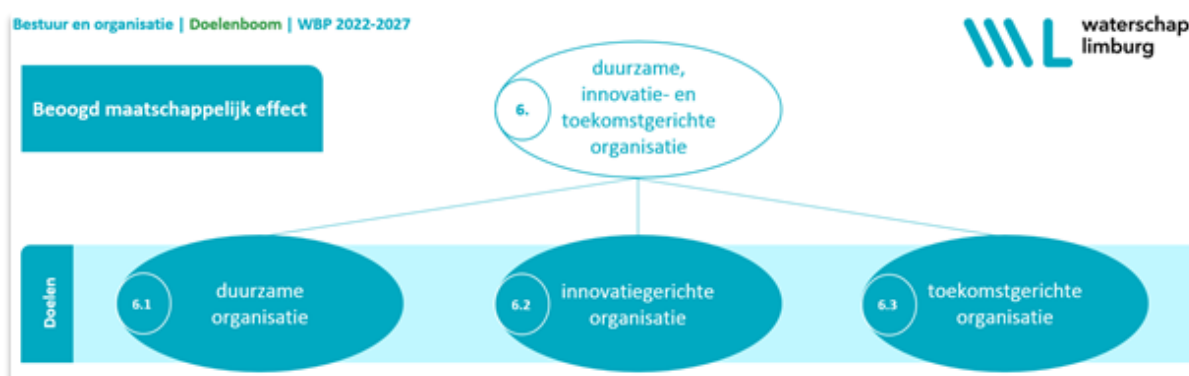 Bestuur en organisatie | Doelenboom | WBP 2022-2027
waterschap
limburg
Beoogd maatschappelijk effect
6.
duurzame,
innovatie- en
toekomstgerichte
organisatie
Doelen
6.1
duurzame
organisatie
6.2
innovatiegerichte
organisatie
6.3
toekomstgerichte
organisatie